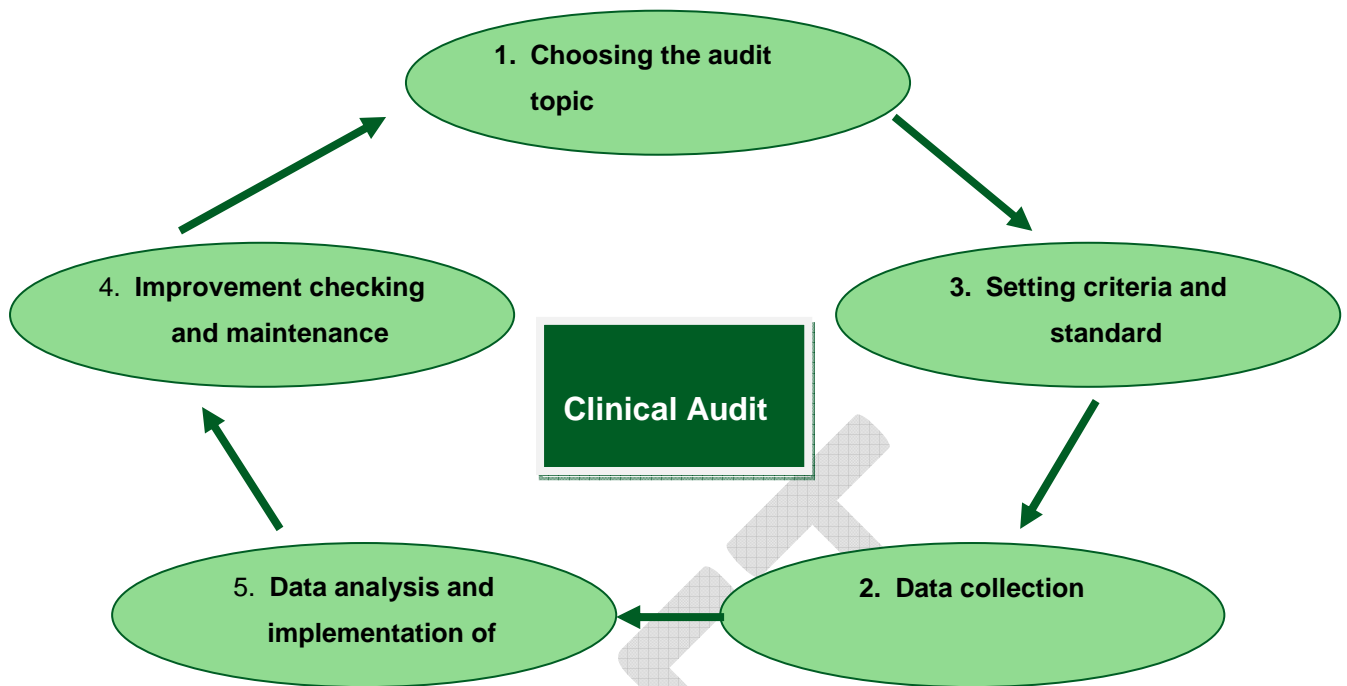 1. Choosing the audit
topic
4. Improvement checking
and maintenance
3. Setting criteria and
standard
Clinical Audit
5. Data analysis and
implementation of
2. Data collection